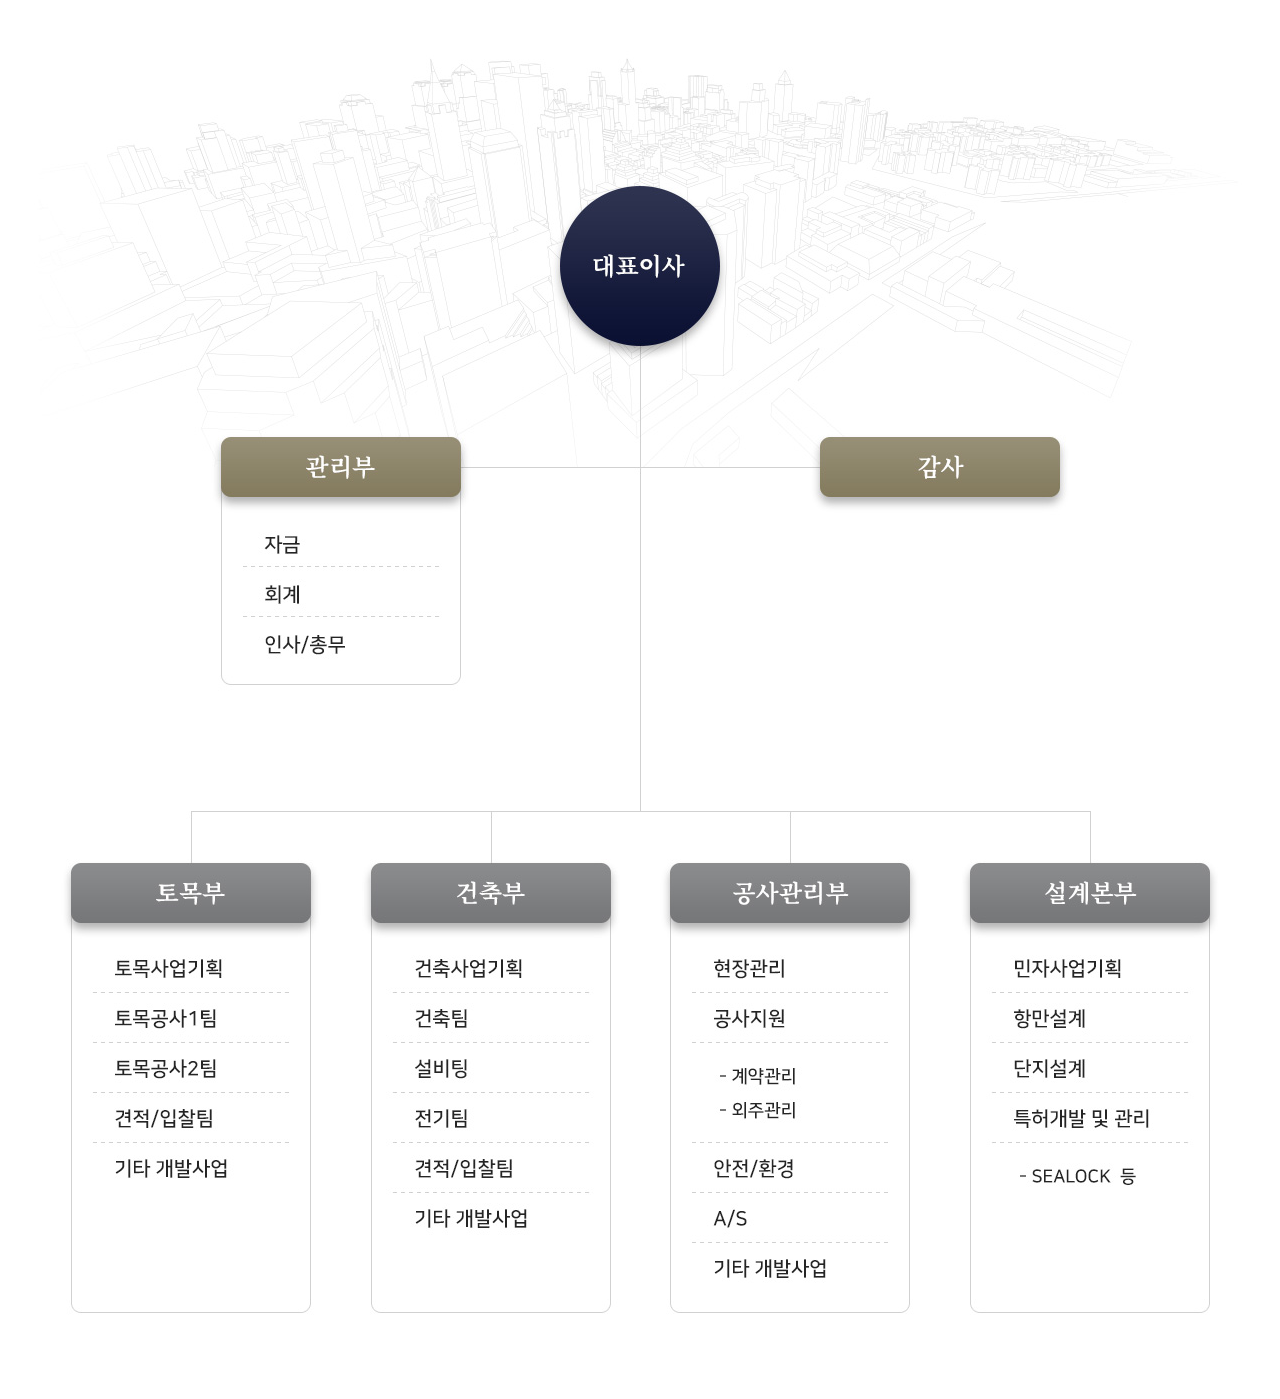 대표이사
관리부
자금
회계
인사/총무
감사
토목부
토목사업기획
토목공사1팀
토목공사2팀
견적/입찰팀
기타 개발사업
건축부
건축사업기획
건축팀
설비팅
전기팀
견적/입찰팀
기타 개발사업
공사관리부
현장관리
공사지원
- 계약관리
- 외주관리
안전/환경
A/S
기타 개발사업
설계본부
민자사업기획
항만설계
단지설계
특허개발 및 관리
- SEALOCK 등